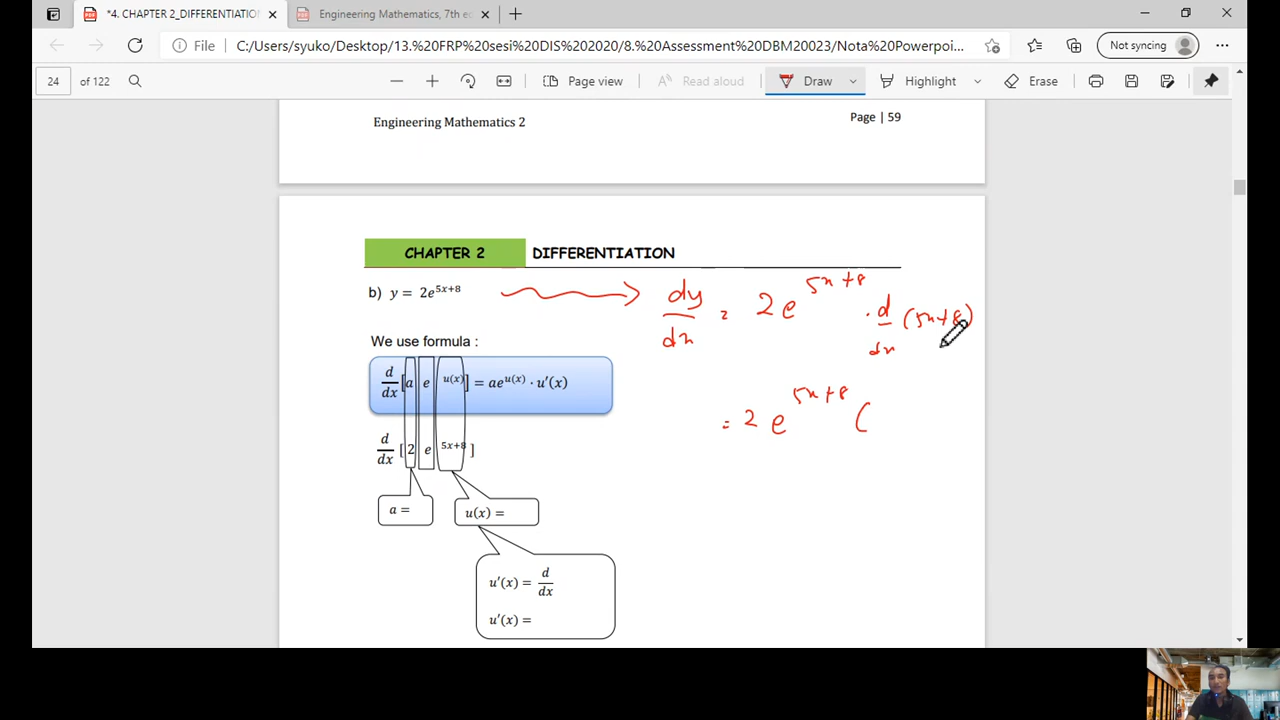 *4. CHAPTER 2_DIFFERENTIATIO
Engineering Mathematics, 7th e
File
C:/Users/syuko/Desktop/13.%20FRP%20sesi%20DIS%202020/8.%20Assessment%20DBM20023/Nota%20Powerpoi...
Not syncing
24 of 122
Page view
Read aloud
Draw
Highlight
Erase
Engineering Mathematics 2
Page | 59
CHAPTER 2 DIFFERENTIATION
b) y = 2e^{5x+8}
dy/dx = 2e^{5x+8} · d/dx (5x+8)
We use formula :
d/dx [a e^{u(x)}] = ae^{u(x)} · u'(x)
= 2e^{5x+8} (
d/dx [ 2 e^{5x+8} ]
a =
u(x) =
u'(x) = d/dx
u'(x) =